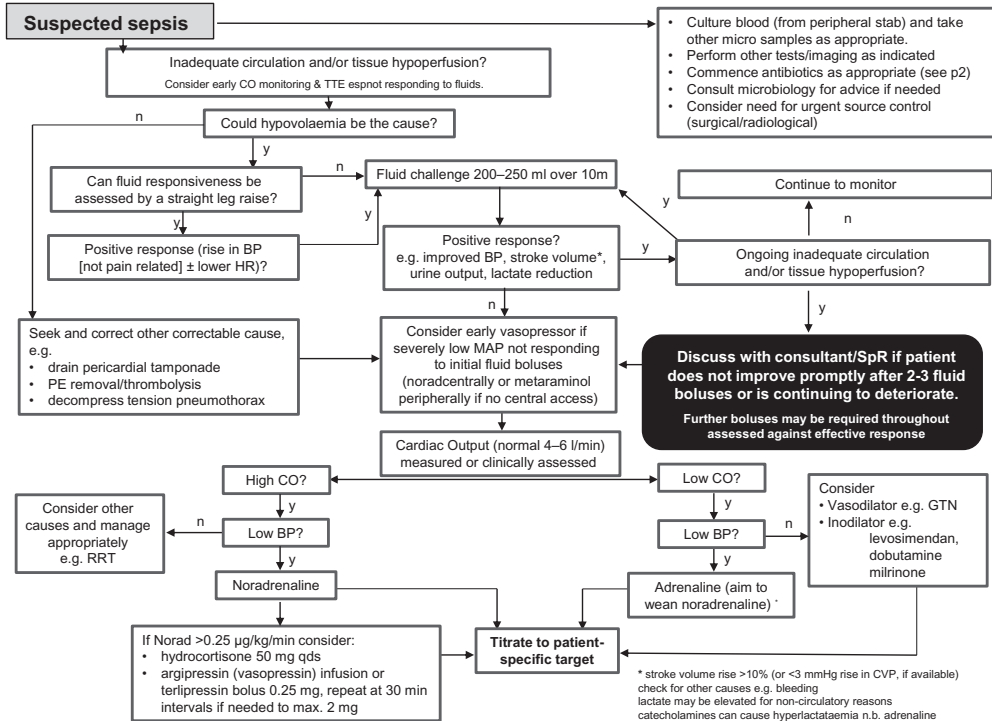 Suspected sepsis
• Culture blood (from peripheral stab) and take
other micro samples as appropriate.
• Perform other tests/imaging as indicated
• Commence antibiotics as appropriate (see p2)
• Consult microbiology for advice if needed
• Consider need for urgent source control
(surgical/radiological)
Inadequate circulation and/or tissue hypoperfusion?
Consider early CO monitoring & TTE espnot responding to fluids.
n
Could hypovolaemia be the cause?
y
Can fluid responsiveness be
assessed by a straight leg raise?
n
Fluid challenge 200–250 ml over 10m
y
Positive response (rise in BP
[not pain related] ± lower HR)?
y
Positive response?
e.g. improved BP, stroke volume*,
urine output, lactate reduction
y
n
Continue to monitor
y
n
Ongoing inadequate circulation
and/or tissue hypoperfusion?
y
Seek and correct other correctable cause,
e.g.
• drain pericardial tamponade
• PE removal/thrombolysis
• decompress tension pneumothorax
Consider early vasopressor if
severely low MAP not responding
to initial fluid boluses
(noradcentrally or metaraminol
peripherally if no central access)
Discuss with consultant/SpR if patient
does not improve promptly after 2-3 fluid
boluses or is continuing to deteriorate.
Further boluses may be required throughout
assessed against effective response
Cardiac Output (normal 4–6 l/min)
measured or clinically assessed
High CO?
y
Low BP?
n
Consider other
causes and manage
appropriately
e.g. RRT
y
Noradrenaline
If Norad >0.25 µg/kg/min consider:
• hydrocortisone 50 mg qds
• argipressin (vasopressin) infusion or
terlipressin bolus 0.25 mg, repeat at 30 min
intervals if needed to max. 2 mg
Low CO?
y
Low BP?
n
Consider
• Vasodilator e.g. GTN
• Inodilator e.g.
levosimendan,
dobutamine
milrinone
y
Adrenaline (aim to
wean noradrenaline) *
Titrate to patient-
specific target
* stroke volume rise >10% (or <3 mmHg rise in CVP, if available)
check for other causes e.g. bleeding
lactate may be elevated for non-circulatory reasons
catecholamines can cause hyperlactataemia n.b. adrenaline